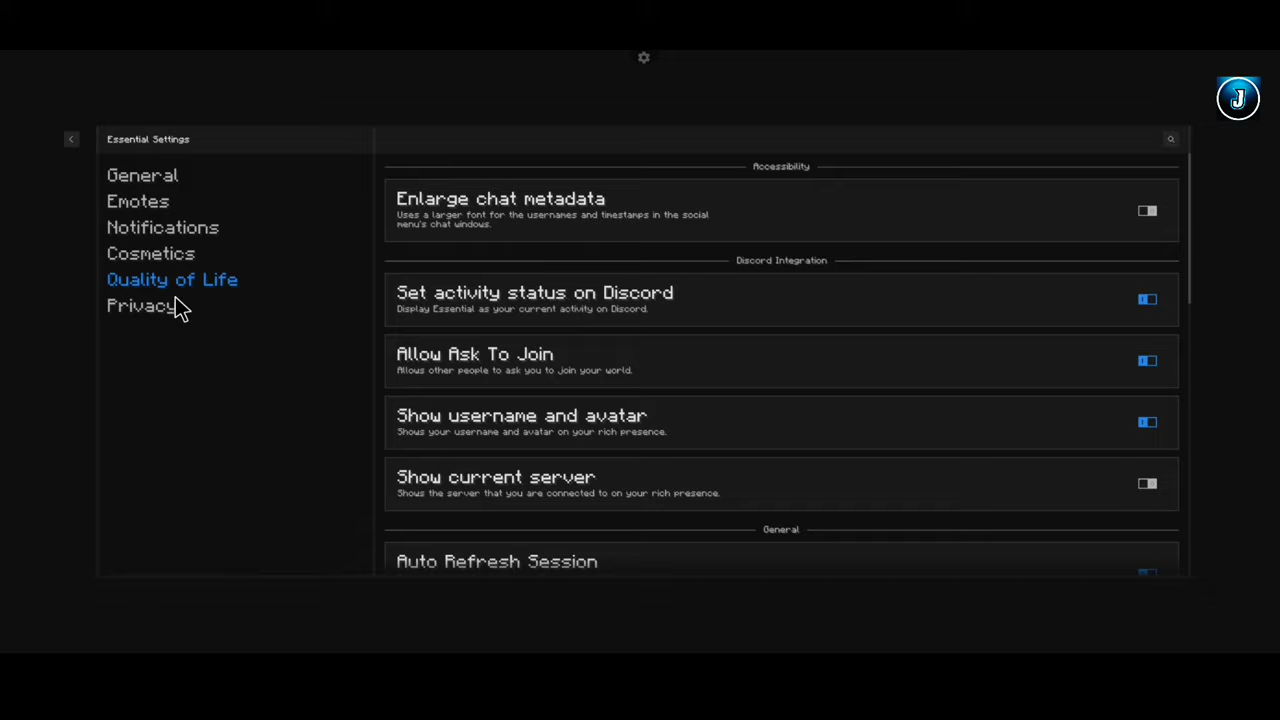 J
Essential Settings
General
Emotes
Notifications
Cosmetics
Quality of Life
Privacy
Accessibility
Enlarge chat metadata
Uses a larger font for the usernames and timestamps in the social
menu's chat windows.
Discord Integration
Set activity status on Discord
Display Essential as your current activity on Discord.
Allow Ask To Join
Allows other people to ask you to join your world.
Show username and avatar
Shows your username and avatar on your rich presence.
Show current server
Shows the server that you are connected to on your rich presence.
General
Auto Refresh Session